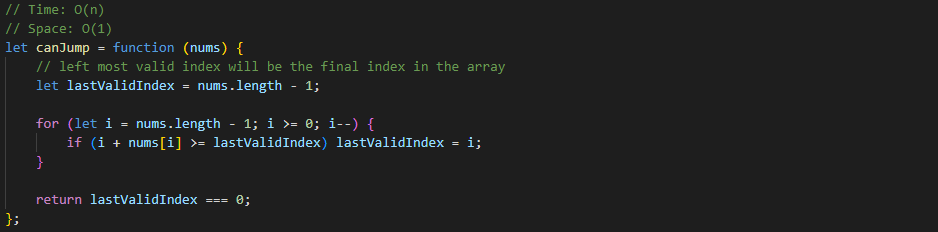 // Time: O(n)
// Space: O(1)
let canJump = function (nums) {
    // left most valid index will be the final index in the array
    let lastValidIndex = nums.length - 1;

    for (let i = nums.length - 1; i >= 0; i--) {
        if (i + nums[i] >= lastValidIndex) lastValidIndex = i;
    }

    return lastValidIndex === 0;
};